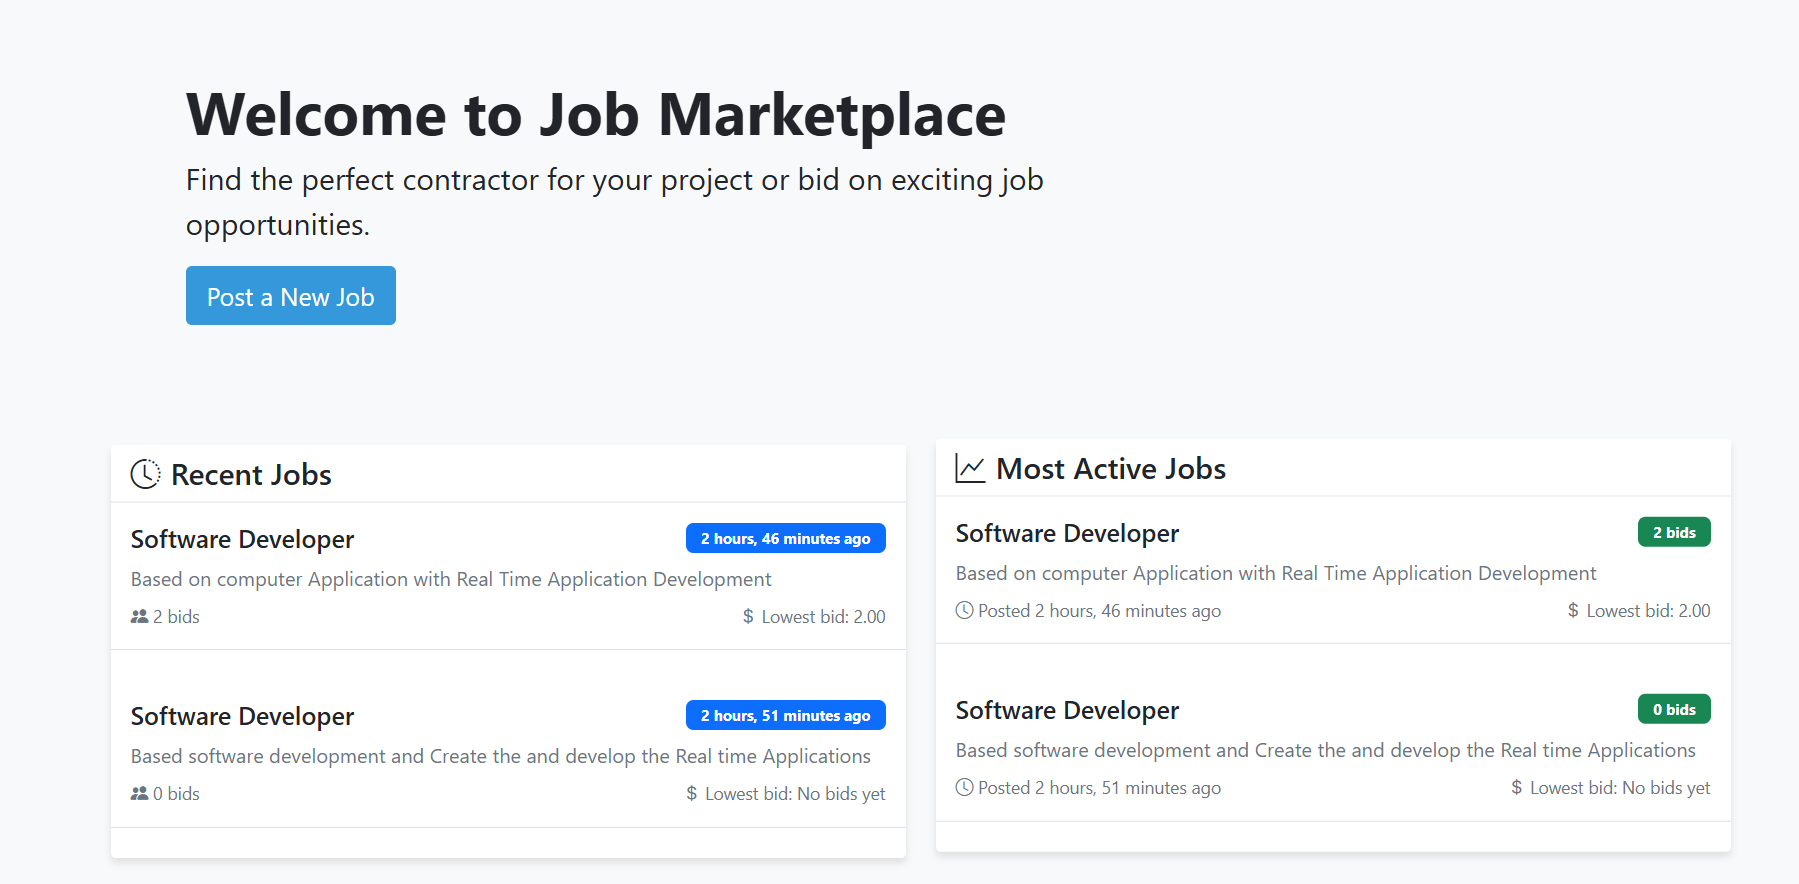 Welcome to Job Marketplace
Find the perfect contractor for your project or bid on exciting job
opportunities.
Post a New Job
Recent Jobs
Software Developer
2 hours, 46 minutes ago
Based on computer Application with Real Time Application Development
2 bids
$ Lowest bid: 2.00
Software Developer
2 hours, 51 minutes ago
Based software development and Create the and develop the Real time Applications
0 bids
$ Lowest bid: No bids yet
Most Active Jobs
Software Developer
2 bids
Based on computer Application with Real Time Application Development
Posted 2 hours, 46 minutes ago
$ Lowest bid: 2.00
Software Developer
0 bids
Based software development and Create the and develop the Real time Applications
Posted 2 hours, 51 minutes ago
$ Lowest bid: No bids yet